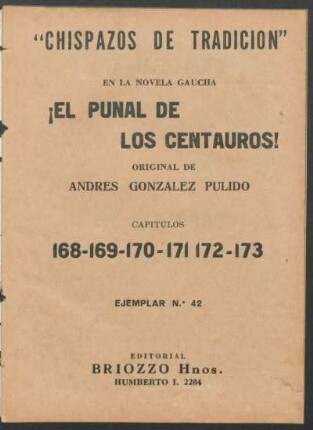 "CHISPAZOS DE TRADICION"
EN LA NOVELA GAUCHA
¡EL PUNAL DE
LOS CENTAUROS!
ORIGINAL DE
ANDRES GONZALEZ PULIDO
CAPITULOS
168-169-170-171 172-173
EJEMPLAR N.° 42
EDITORIAL
BRIOZZO Hnos.
HUMBERTO I. 2284